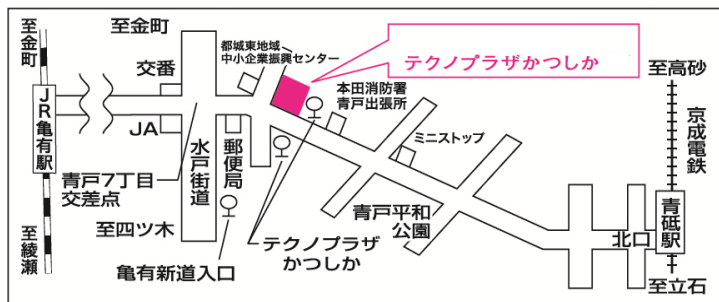 至金町
JR亀有駅
至綾瀬
至金町
交番
JA
青戸7丁目
交差点
水戸街道
至四ツ木
郵便局
亀有新道入口
都城東地域
中小企業振興センター
テクノプラザかつしか
本田消防署
青戸出張所
ミニストップ
テクノプラザ
かつしか
青戸平和
公園
至高砂
京成電鉄
青砥駅
北口
至立石